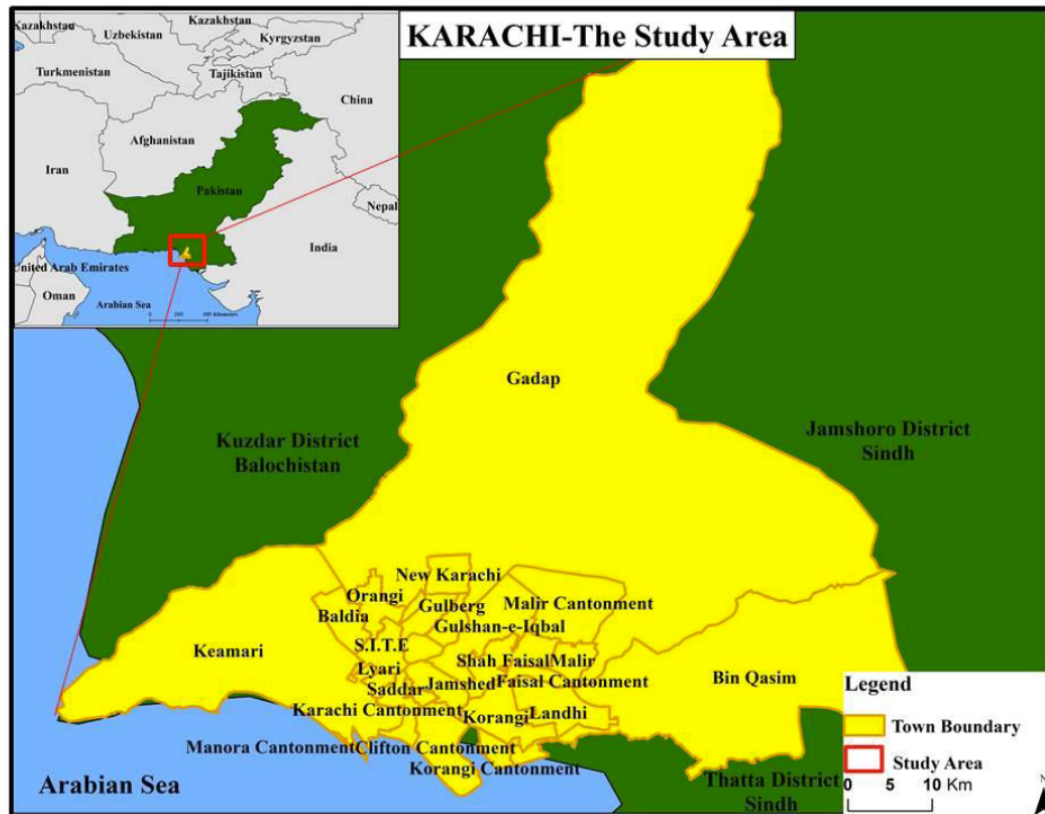 KARACHI-The Study Area
Kazakhstan
Kazakhstan
Uzbekistan
Kyrgyzstan
Turkmenistan
Tajikistan
China
Afghanistan
Iran
Pakistan
Nepal
India
United Arab Emirates
Oman
Arabian Sea
Gadap
Kuzdar District
Balochistan
Jamshoro District
Sindh
New Karachi
Orangi
Gulberg
Malir Cantonment
Baldia
Gulshan-e-Iqbal
S.I.T.E
Keamari
Shah Faisal
Malir
Lyari
Saddar
Jamshed
Faisal Cantonment
Bin Qasim
Karachi Cantonment
Korangi
Landhi
Manora Cantonment
Clifton Cantonment
Korangi Cantonment
Thatta District
Sindh
Arabian Sea
Legend
Town Boundary
Study Area
0 5 10 Km
N